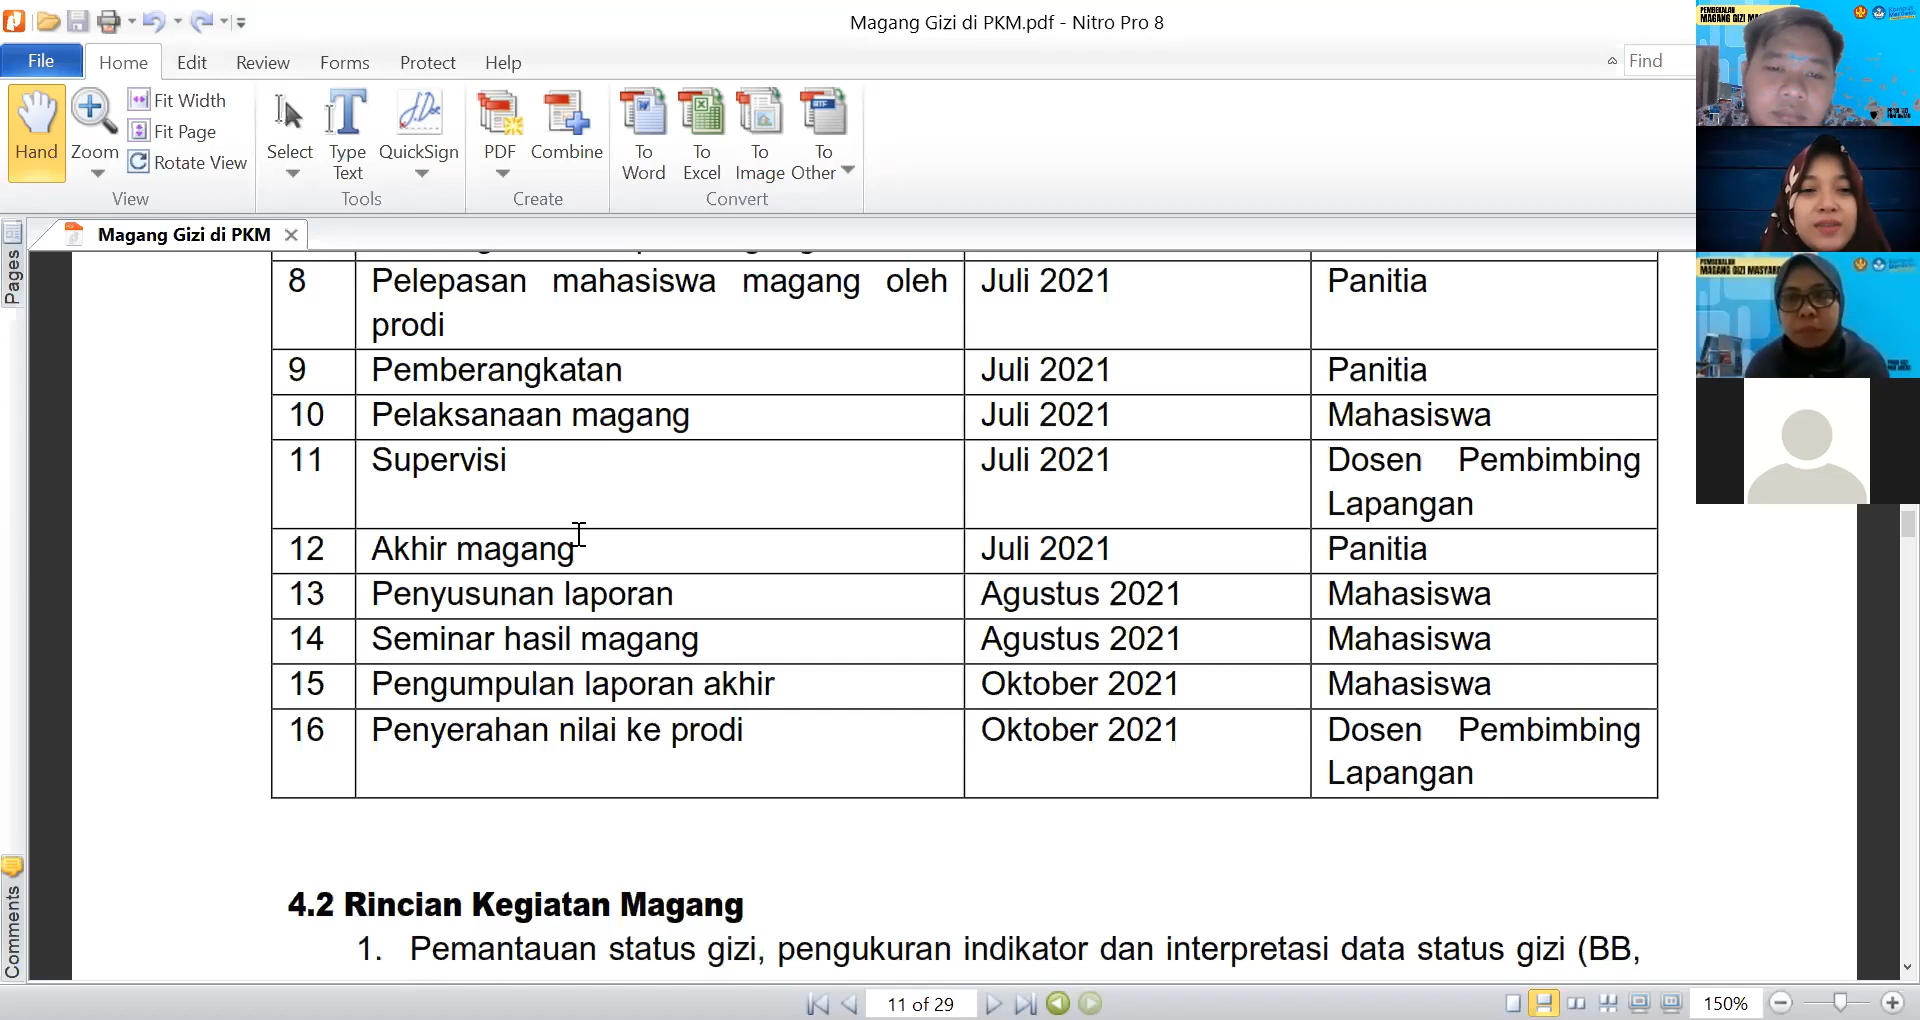 Magang Gizi di PKM.pdf - Nitro Pro 8
File Home Edit Review Forms Protect Help Find
Hand
Zoom
Fit Width
Fit Page
Rotate View
View
Select
Type Text
QuickSign
Tools
PDF
Combine
Create
To Word
To Excel
To Image
To Other
Convert
Magang Gizi di PKM
Pages
Comments
8 Pelepasan mahasiswa magang oleh Juli 2021 Panitia
prodi
9 Pemberangkatan Juli 2021 Panitia
10 Pelaksanaan magang Juli 2021 Mahasiswa
11 Supervisi Juli 2021 Dosen Pembimbing
Lapangan
12 Akhir magang Juli 2021 Panitia
13 Penyusunan laporan Agustus 2021 Mahasiswa
14 Seminar hasil magang Agustus 2021 Mahasiswa
15 Pengumpulan laporan akhir Oktober 2021 Mahasiswa
16 Penyerahan nilai ke prodi Oktober 2021 Dosen Pembimbing
Lapangan
4.2 Rincian Kegiatan Magang
1. Pemantauan status gizi, pengukuran indikator dan interpretasi data status gizi (BB,
11 of 29
150%
PEMBEKALAN
MAGANG GIZI
PEMBEKALAN
MAGANG GIZI